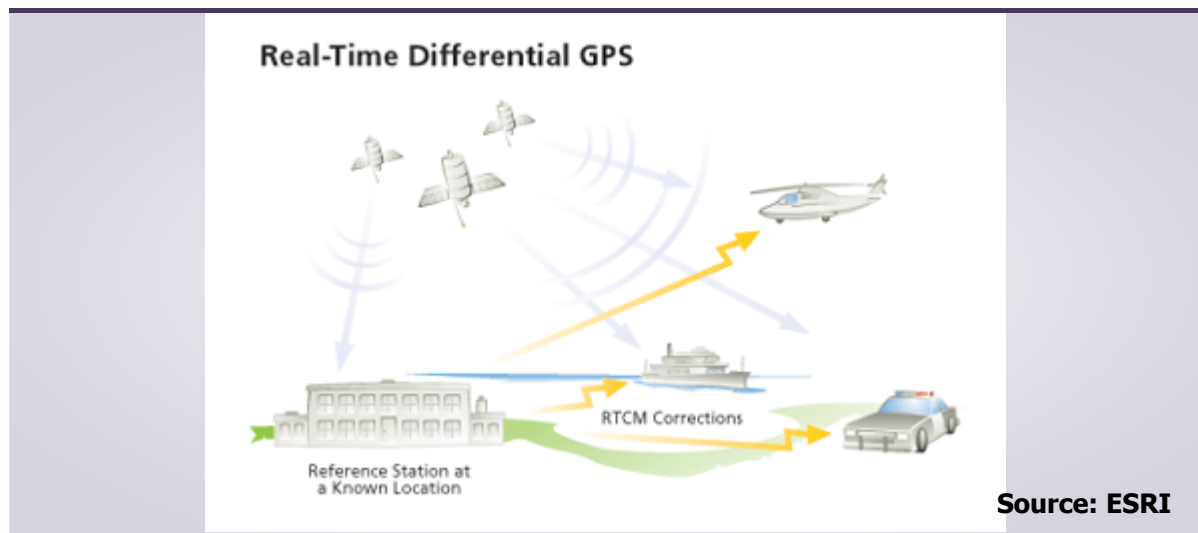 Real-Time Differential GPS
RTCM Corrections
Reference Station at
a Known Location
Source: ESRI